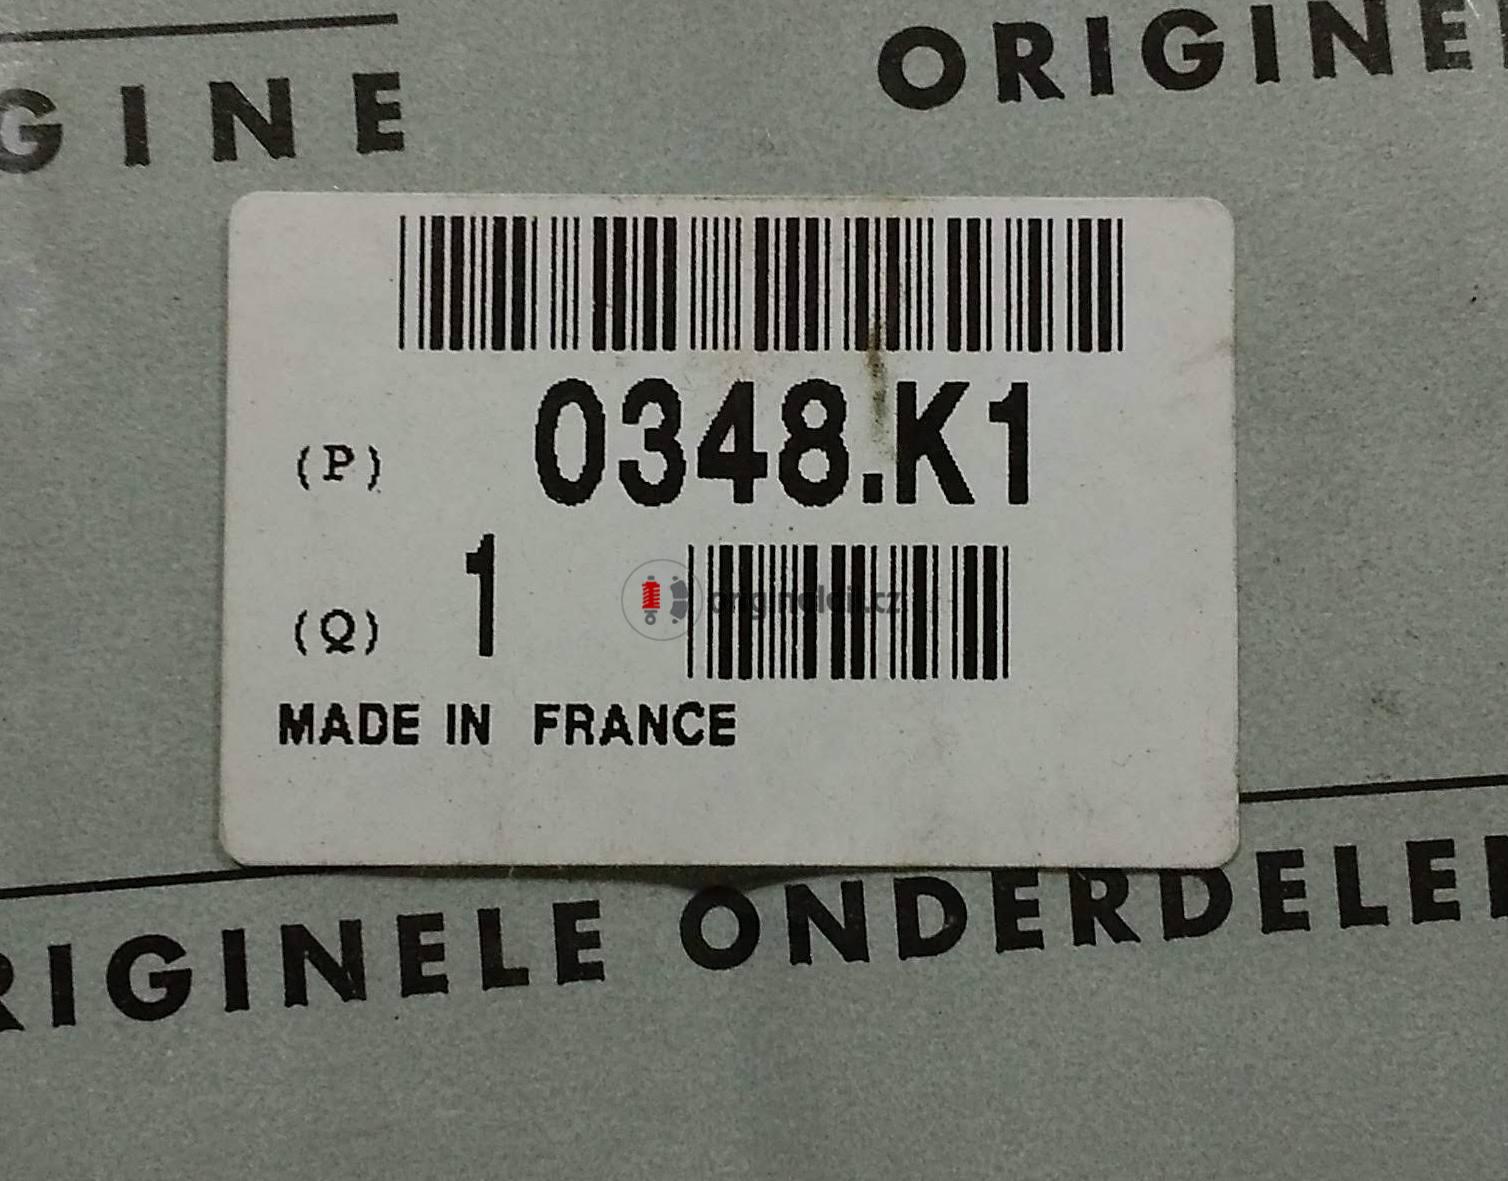 GINE
ORIGINE
(P) 0348.K1
(Q) 1
originaldil.cz
MADE IN FRANCE
RIGINELE ONDERDELE